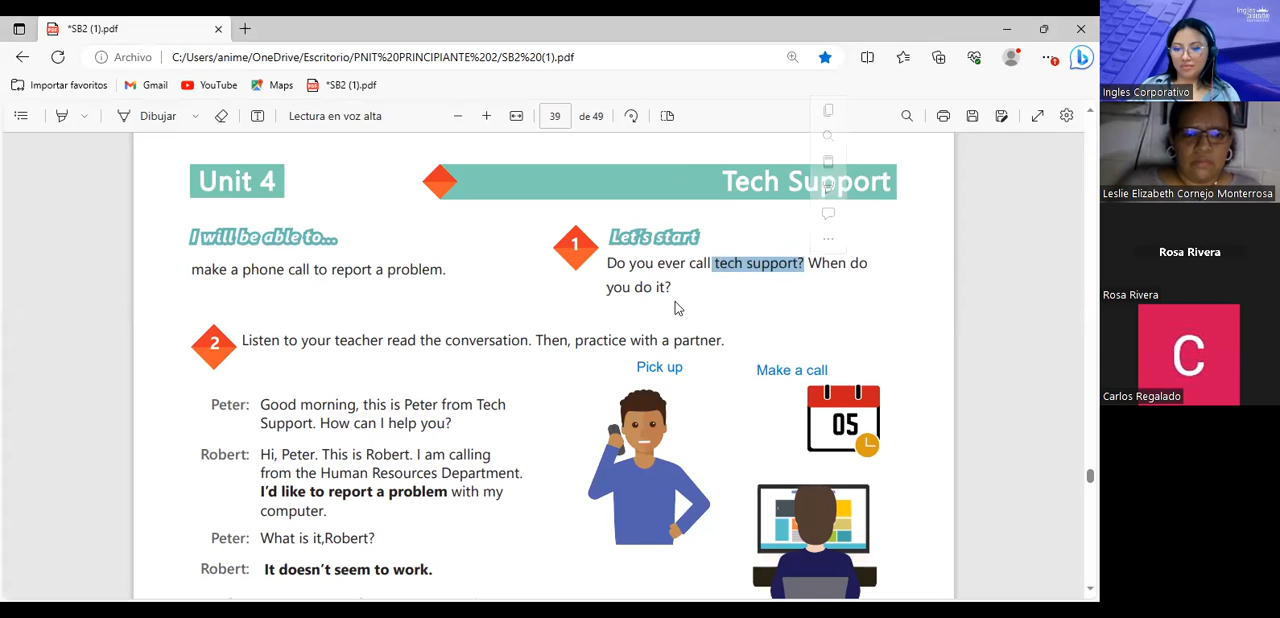 *SB2 (1).pdf
Archivo
C:/Users/anime/OneDrive/Escritorio/PNIT%20PRINCIPIANTE%202/SB2%20(1).pdf
Importar favoritos
Gmail
YouTube
Maps
*SB2 (1).pdf
Dibujar
Lectura en voz alta
39
de 49
Unit 4
Tech Support
I will be able to...
make a phone call to report a problem.
1
Let's start
Do you ever call tech support? When do
you do it?
2
Listen to your teacher read the conversation. Then, practice with a partner.
Pick up
Make a call
05
Peter: Good morning, this is Peter from Tech
Support. How can I help you?
Robert: Hi, Peter. This is Robert. I am calling
from the Human Resources Department.
I'd like to report a problem with my
computer.
Peter: What is it,Robert?
Robert: It doesn't seem to work.
Ingles Corporativo
Leslie Elizabeth Cornejo Monterrosa
Rosa Rivera
Rosa Rivera
C
Carlos Regalado